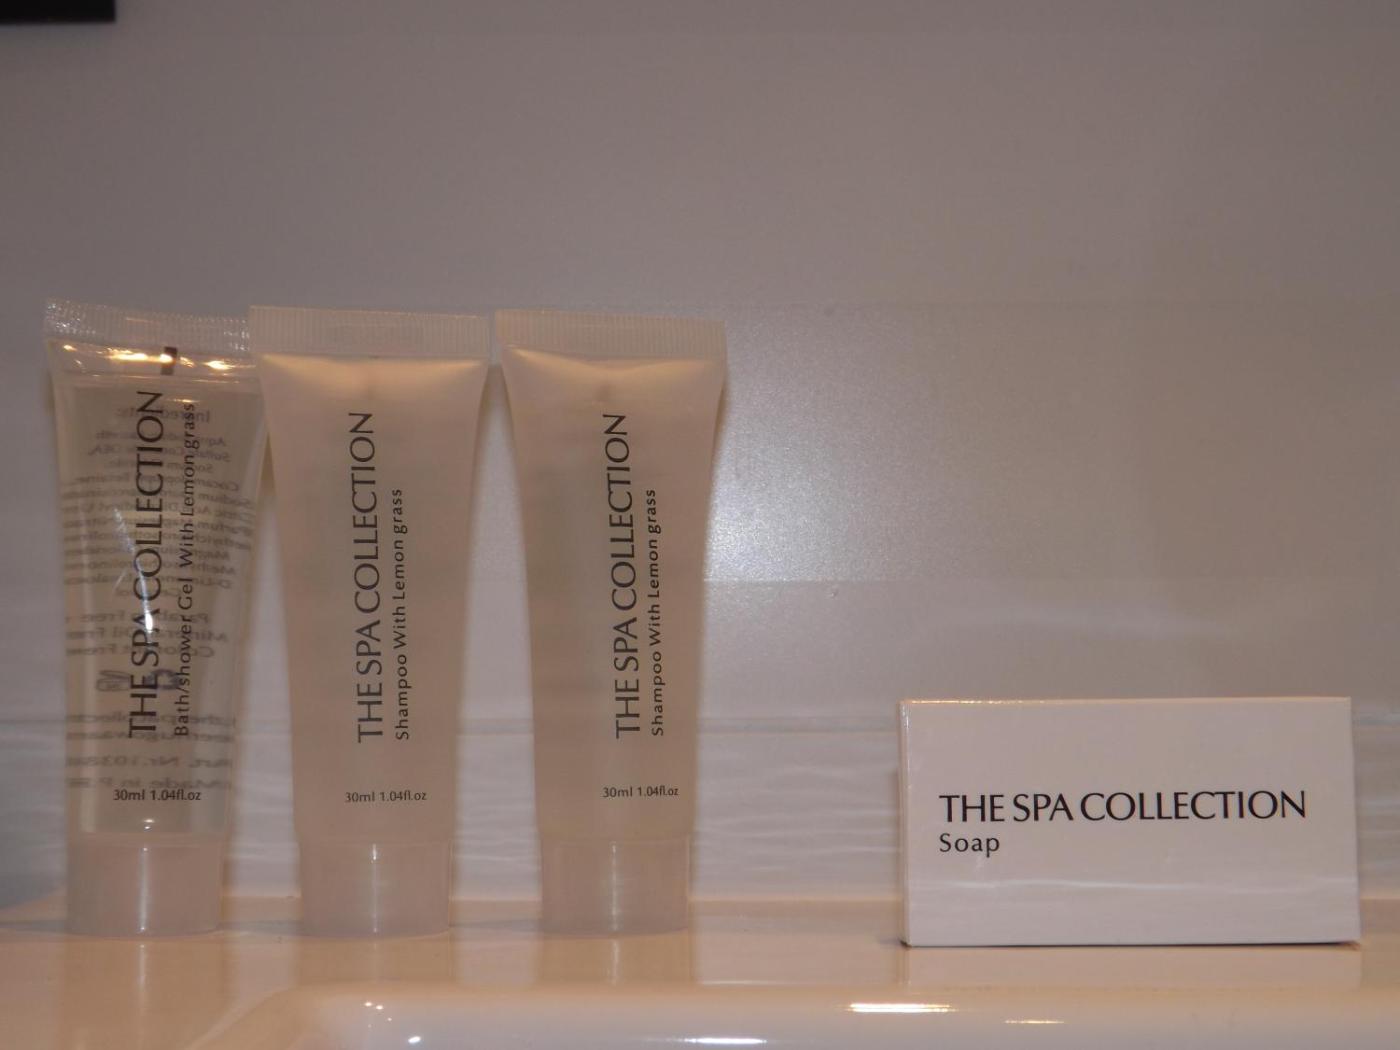 THE SPA COLLECTION
Bath/shower Gel With Lemon grass
30ml 1.04fl.oz
THE SPA COLLECTION
Shampoo With Lemon grass
30ml 1.04fl.oz
THE SPA COLLECTION
Shampoo With Lemon grass
30ml 1.04fl.oz
THE SPA COLLECTION
Soap